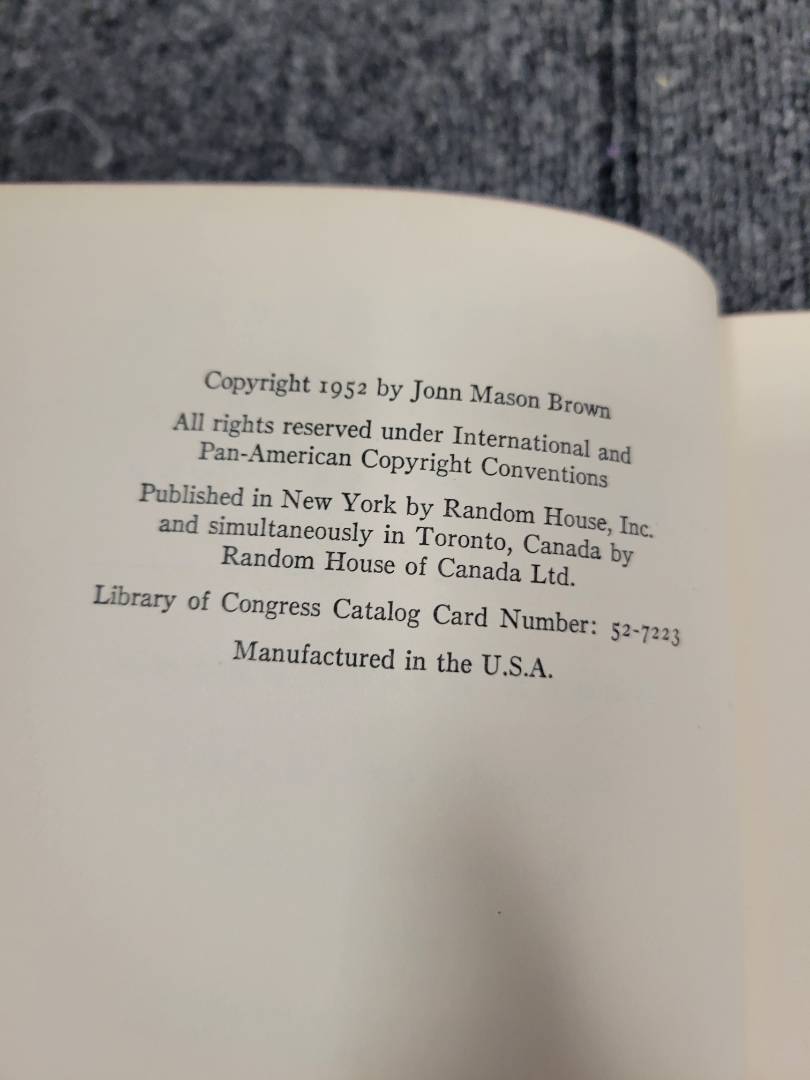 Copyright 1952 by Jonn Mason Brown
All rights reserved under International and
Pan-American Copyright Conventions
Published in New York by Random House, Inc.
and simultaneously in Toronto, Canada by
Random House of Canada Ltd.
Library of Congress Catalog Card Number: 52-7223
Manufactured in the U.S.A.